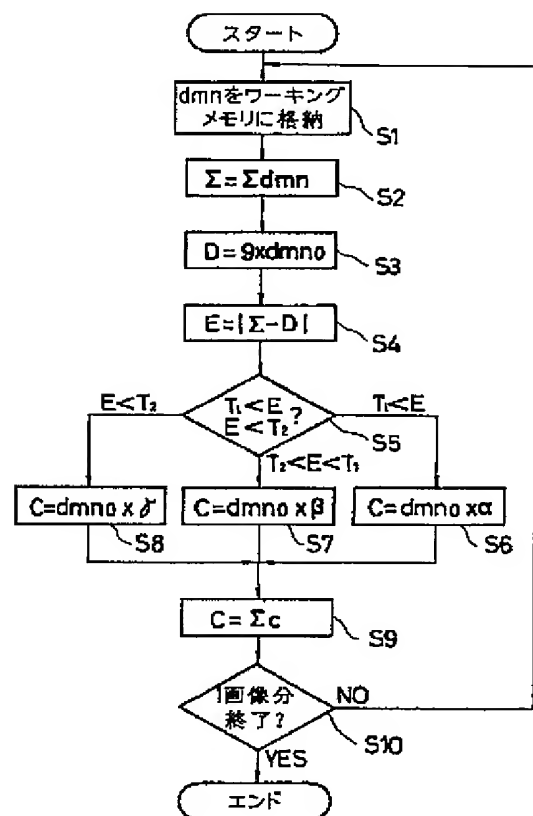 スタート
dmnをワーキング
メモリに格納
S1
Σ=Σdmn
S2
D=9xdmno
S3
E=|Σ-D|
S4
E<T₂
T₁<E
E<T₂?
T₁<E
S5
T₂<E<T₁
C=dmno x γ
C=dmno x β
C=dmno xα
S8
S7
S6
C=Σc
S9
1画像分
終了?
NO
S10
YES
エンド